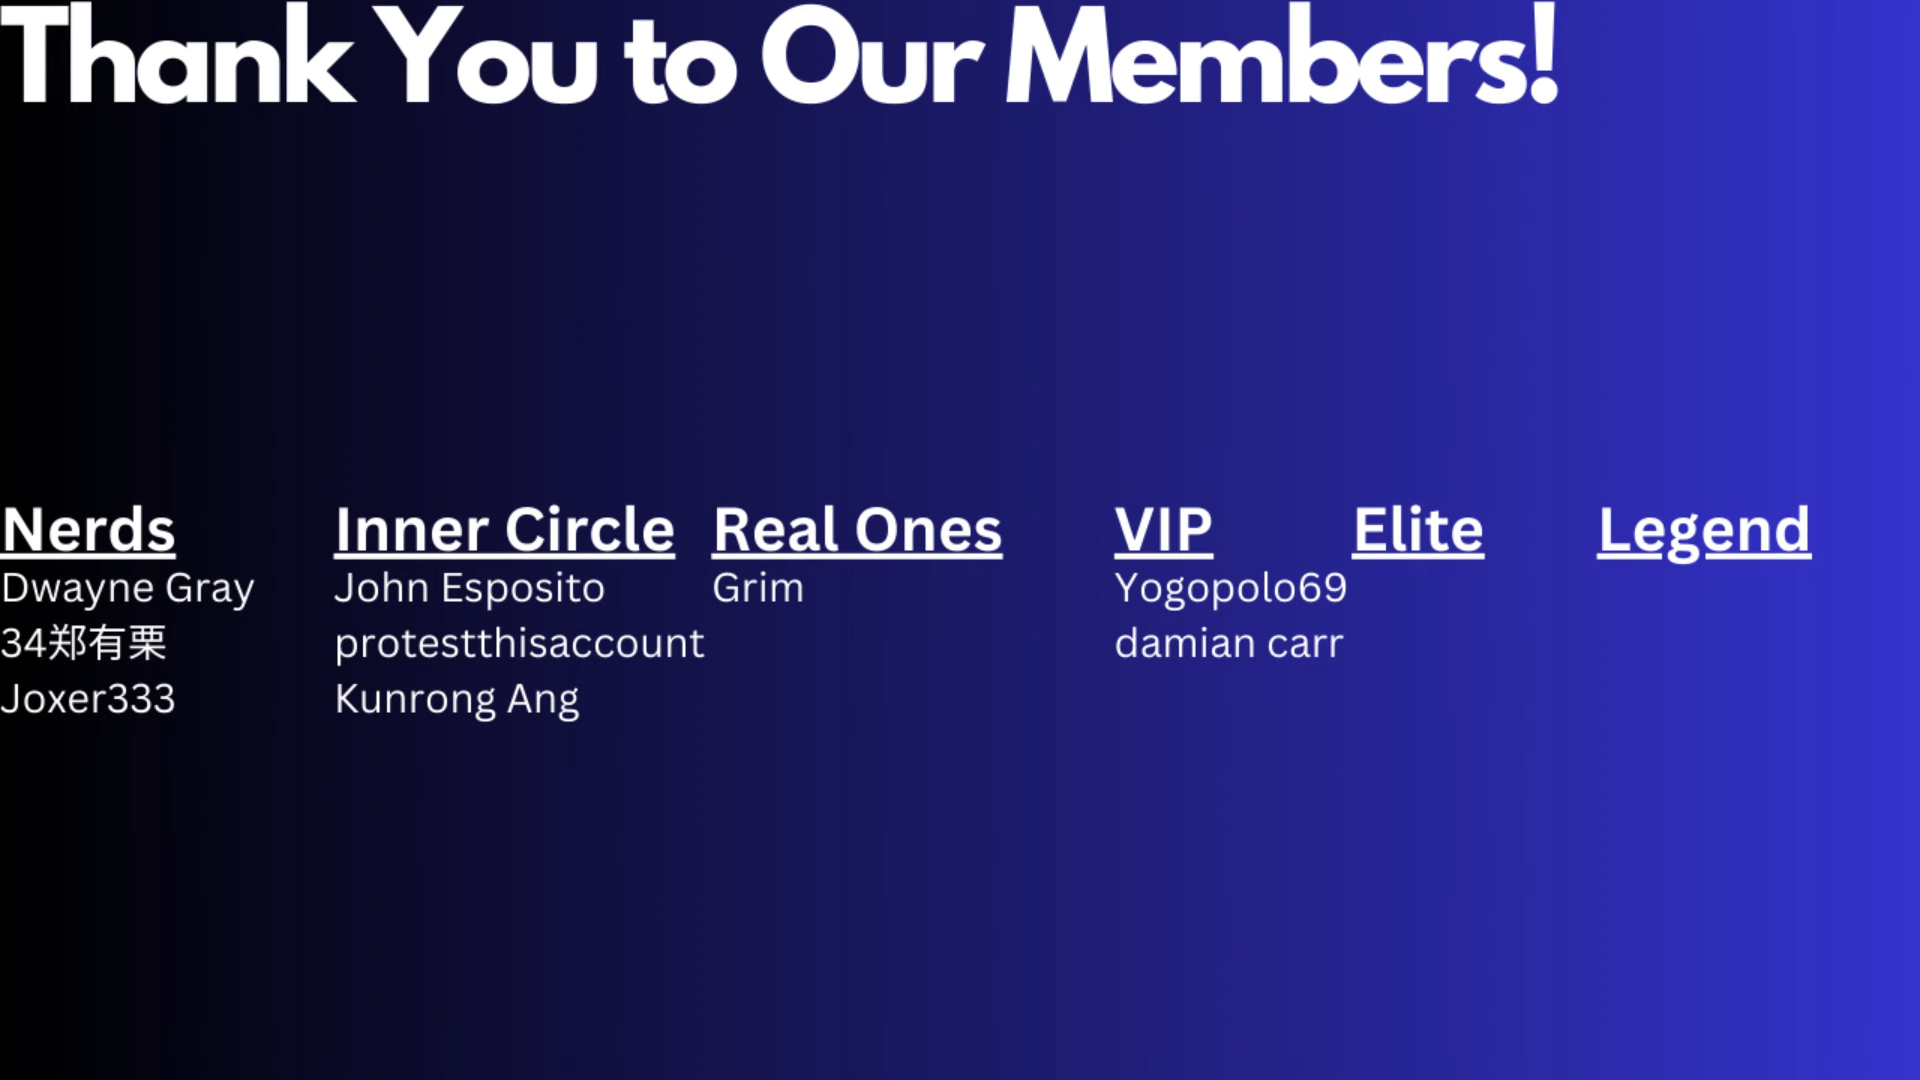 Thank You to Our Members!
Nerds Inner Circle Real Ones VIP Elite Legend
Dwayne Gray John Esposito Grim Yogopolo69
34郑有栗 protestthisaccount damian carr
Joxer333 Kunrong Ang